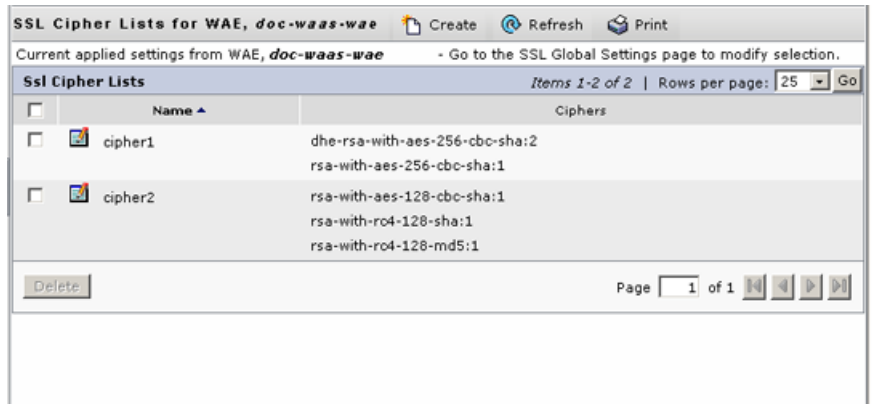 SSL Cipher Lists for WAE, doc-waas-wae Create Refresh Print
Current applied settings from WAE, doc-waas-wae - Go to the SSL Global Settings page to modify selection.
Ssl Cipher Lists Items 1-2 of 2 | Rows per page: 25 Go
Name Ciphers
cipher1 dhe-rsa-with-aes-256-cbc-sha:2
rsa-with-aes-256-cbc-sha:1
cipher2 rsa-with-aes-128-cbc-sha:1
rsa-with-rc4-128-sha:1
rsa-with-rc4-128-md5:1
Delete Page 1 of 1